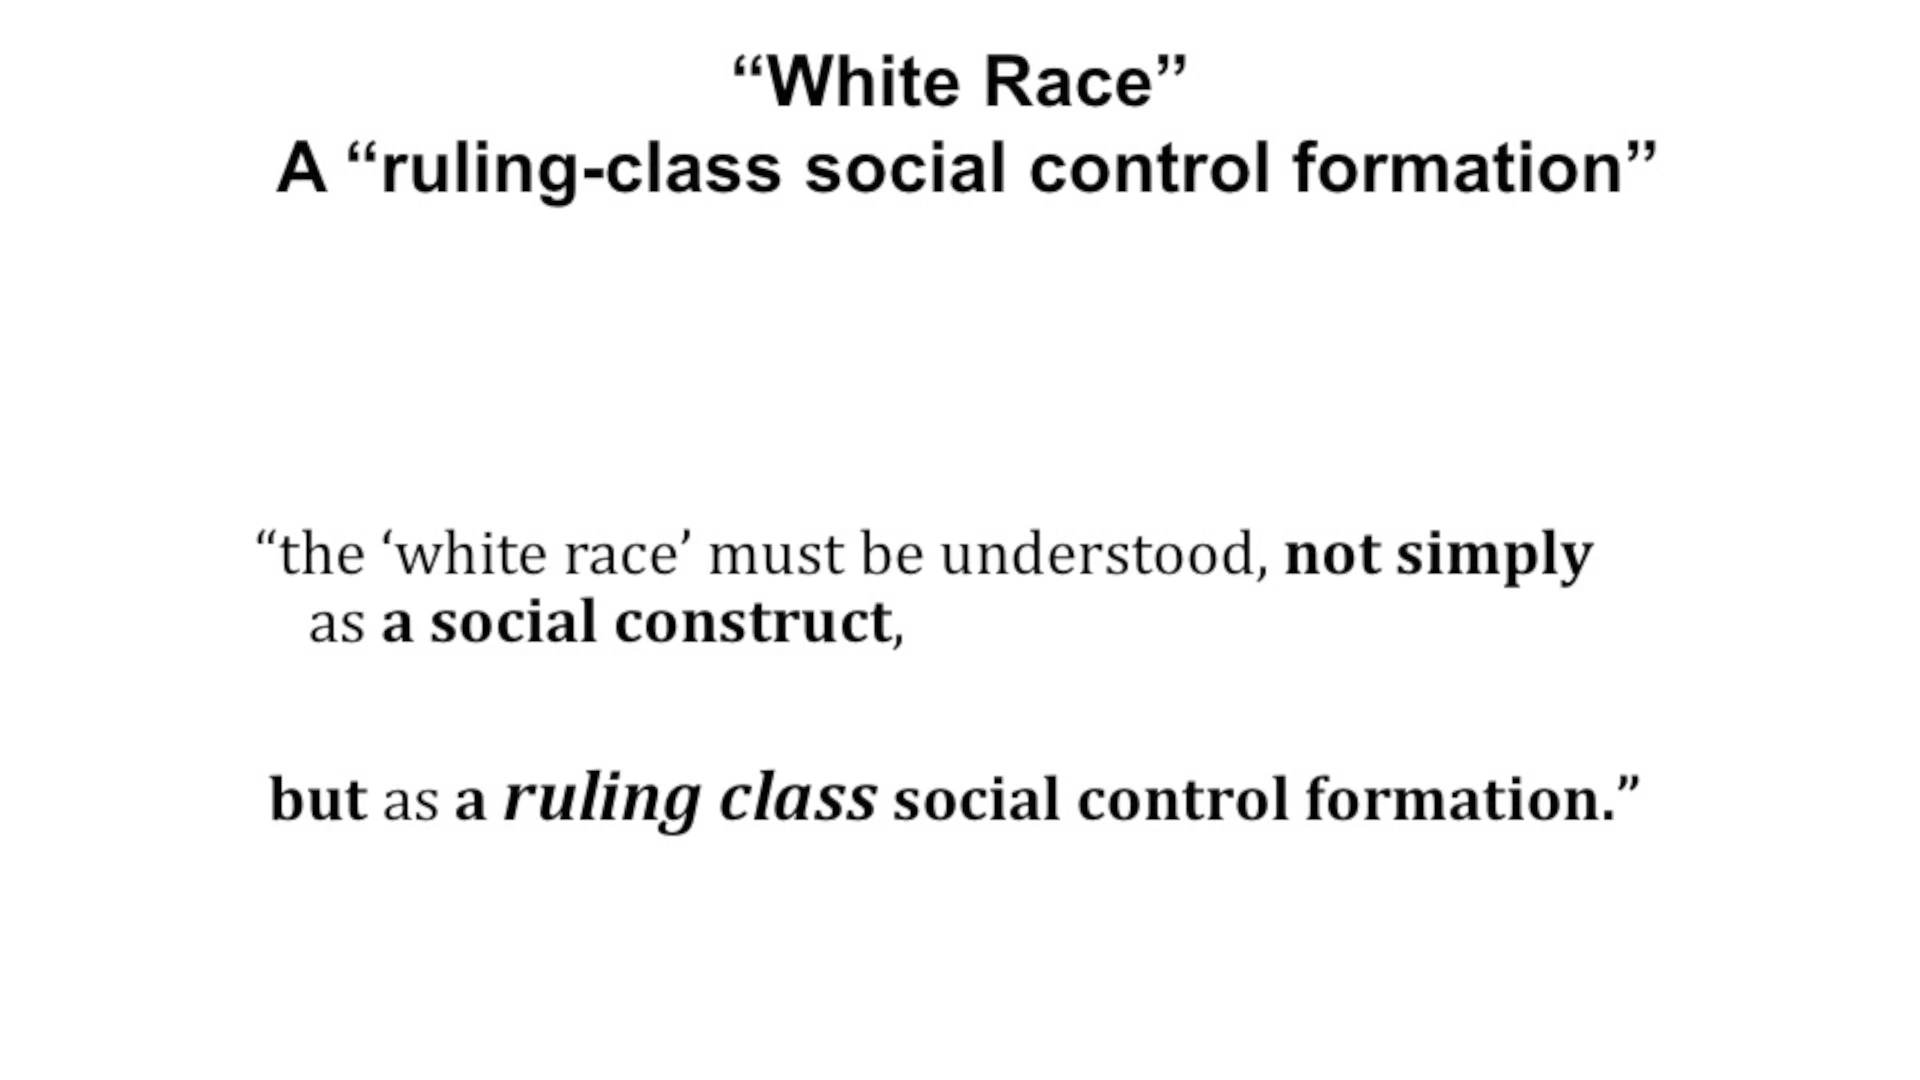 “White Race”
A “ruling-class social control formation”
“the ‘white race’ must be understood, not simply
as a social construct,
but as a ruling class social control formation.”